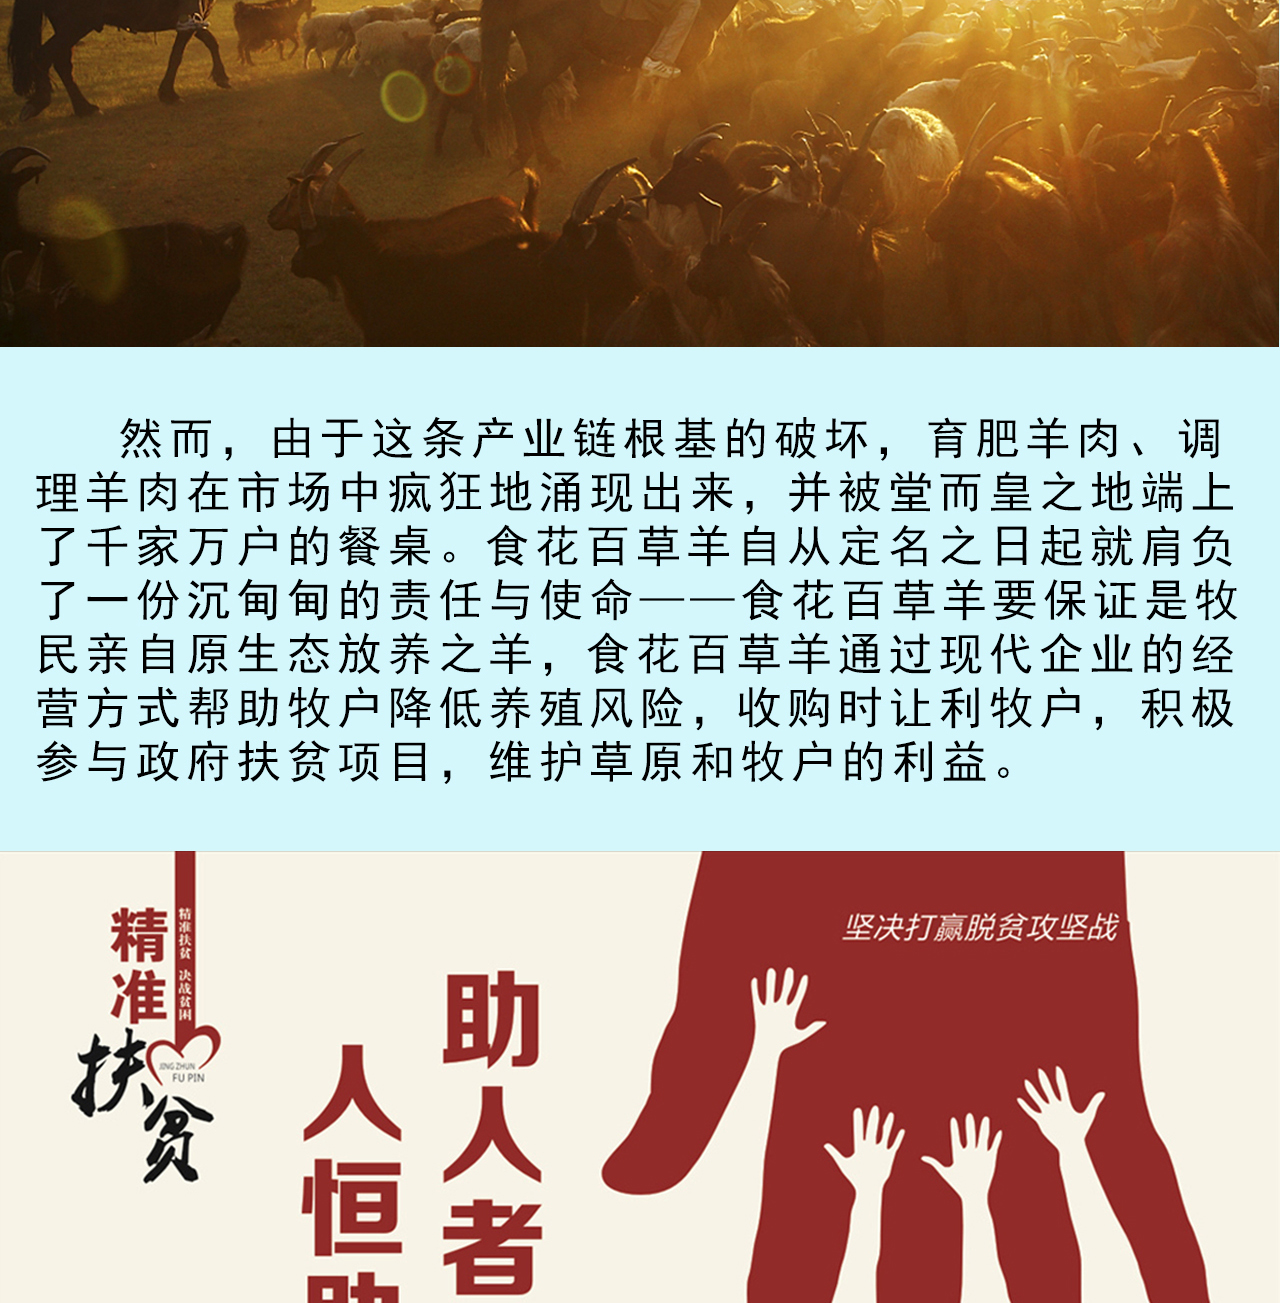 然而，由于这条产业链根基的破坏，育肥羊肉、调
理羊肉在市场中疯狂地涌现出来，并被堂而皇之地端上
了千家万户的餐桌。食花百草羊自从定名之日起就肩负
了一份沉甸甸的责任与使命——食花百草羊要保证是牧
民亲自原生态放养之羊，食花百草羊通过现代企业的经
营方式帮助牧户降低养殖风险，收购时让利牧户，积极
参与政府扶贫项目，维护草原和牧户的利益。
精准
扶贫
精准扶贫 决战贫困
JING ZHUN
FU PIN
助人者
人恒助
坚决打赢脱贫攻坚战